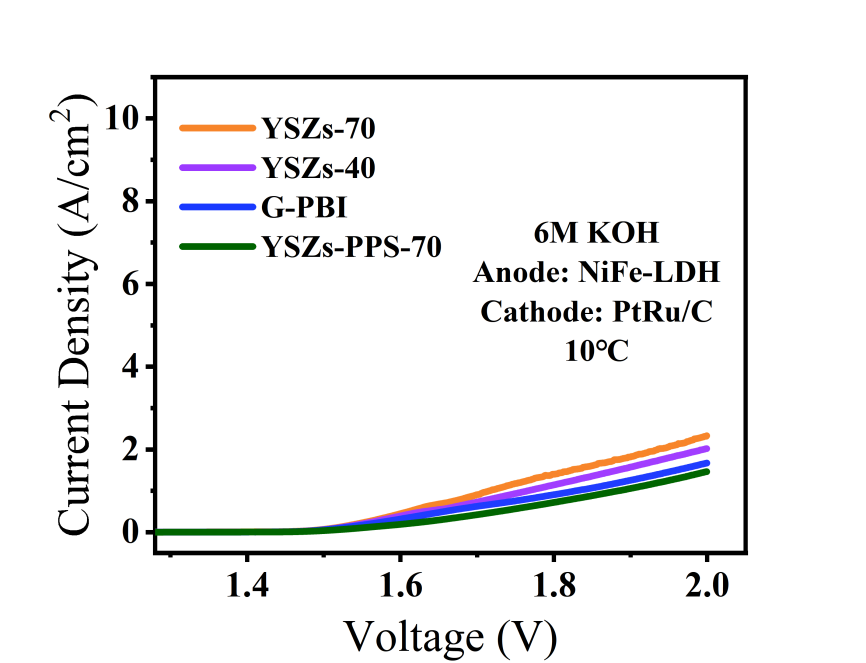 Current Density (A/cm²)
10
8
6
4
2
0
YSZs-70
YSZs-40
G-PBI
YSZs-PPS-70
6M KOH
Anode: NiFe-LDH
Cathode: PtRu/C
10℃
1.4 1.6 1.8 2.0
Voltage (V)